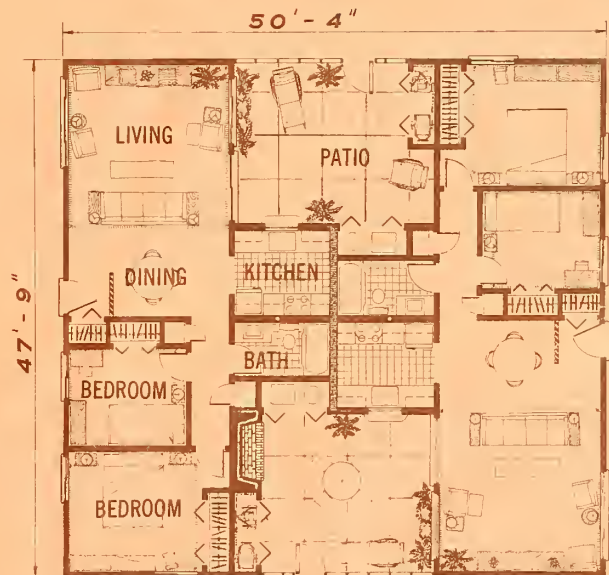 50'-4"
LIVING
PATIO
DINING
KITCHEN
47'-9"
BATH
BEDROOM
BEDROOM